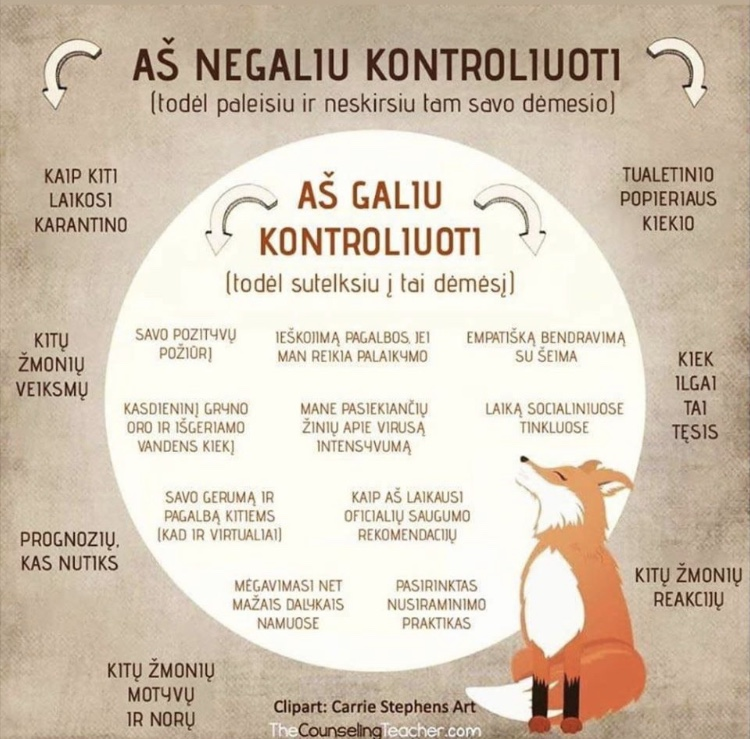 AŠ NEGALIU KONTROLIUOTI
(todėl paleisiu ir neskirsiu tam savo dėmesio)
KAIP KITI
LAIKOSI
KARANTINO
TUALETINIO
POPIERIAUS
KIEKIO
AŠ GALIU
KONTROLIUOTI
(todėl sutelksiu į tai dėmėsį)
KITŲ
ŽMONIŲ
VEIKSMŲ
SAVO POZITYVŲ
POŽIŪRĮ
IEŠKOJIMĄ PAGALBOS, JEI
MAN REIKIA PALAIKYMO
EMPATIŠKĄ BENDRAVIMĄ
SU ŠEIMA
KIEK
ILGAI
TAI
TĘSIS
KASDIENINĮ GRYNO
ORO IR IŠGERIAMO
VANDENS KIEKĮ
MANE PASIEKIANČIŲ
ŽINIŲ APIE VIRUSĄ
INTENSYVUMĄ
LAIKĄ SOCIALINIUOSE
TINKLUOSE
SAVO GERUMĄ IR
PAGALBĄ KITIEMS
(KAD IR VIRTUALIAI)
KAIP AŠ LAIKAUSI
OFICIALIŲ SAUGUMO
REKOMENDACIJŲ
PROGNOZIŲ,
KAS NUTIKS
MĖGAVIMASI NET
MAŽAIS DALYKAIS
NAMUOSE
PASIRINKTAS
NUSIRAMINIMO
PRAKTIKAS
KITŲ ŽMONIŲ
REAKCIJŲ
KITŲ ŽMONIŲ
MOTYVŲ
IR NORŲ
Clipart: Carrie Stephens Art
TheCounselingTeacher.com